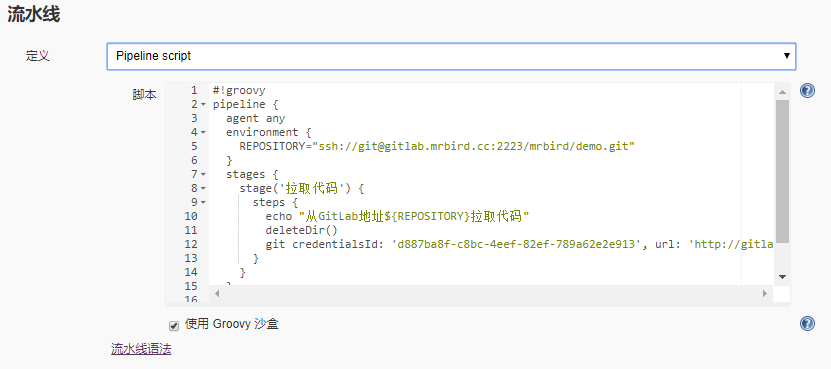 流水线
定义
Pipeline script
脚本
1 #!groovy
2 pipeline {
3   agent any
4   environment {
5     REPOSITORY="ssh://git@gitlab.mrbird.cc:2223/mrbird/demo.git"
6   }
7   stages {
8     stage('拉取代码') {
9       steps {
10         echo "从GitLab地址${REPOSITORY}拉取代码"
11         deleteDir()
12         git credentialsId: 'd887ba8f-c8bc-4eef-82ef-789a62e2e913', url: 'http://gitla
13       }
14     }
15   }
16
使用 Groovy 沙盒
流水线语法